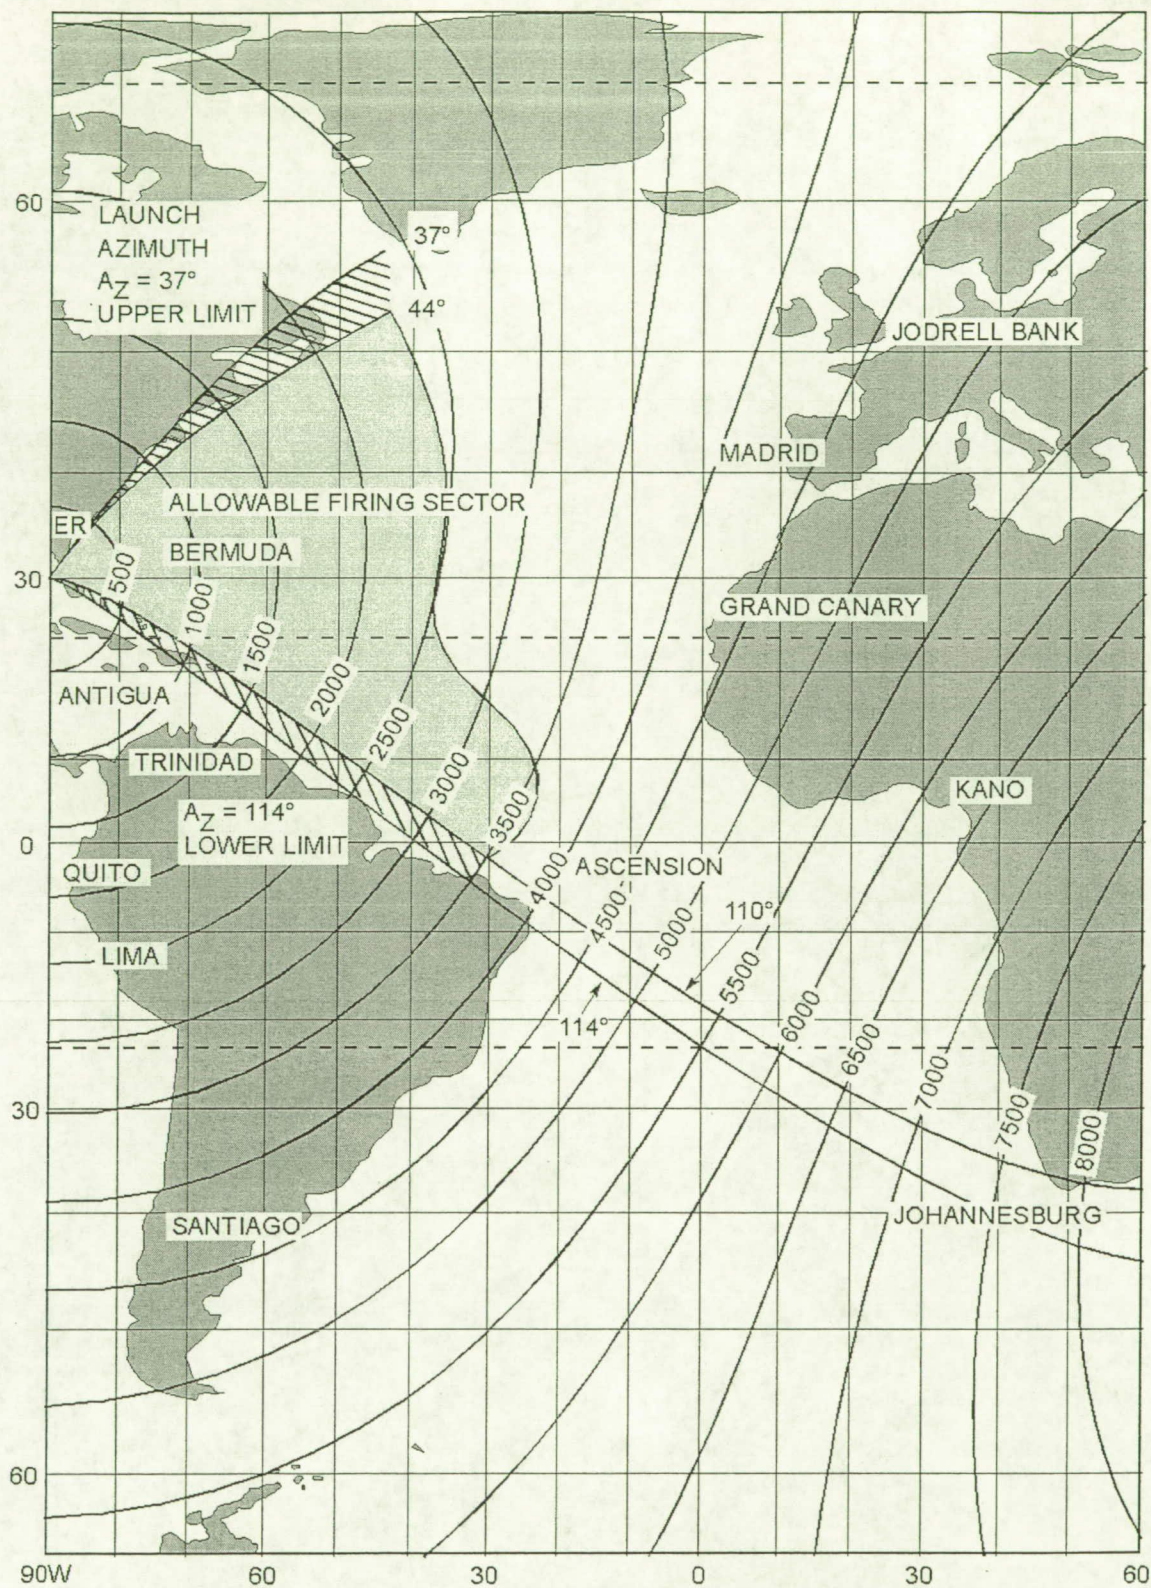 60
LAUNCH
AZIMUTH
AZ = 37°
UPPER LIMIT
37°
44°
JODRELL BANK
MADRID
ALLOWABLE FIRING SECTOR
ER
BERMUDA
30
500
GRAND CANARY
1000
1500
ANTIGUA
2000
2500
TRINIDAD
3000
KANO
AZ = 114°
LOWER LIMIT
3500
0
QUITO
ASCENSION
4000
4500
110°
5000
LIMA
5500
114°
6000
6500
7000
30
7500
8000
SANTIAGO
JOHANNESBURG
60
90W
60
30
0
30
60